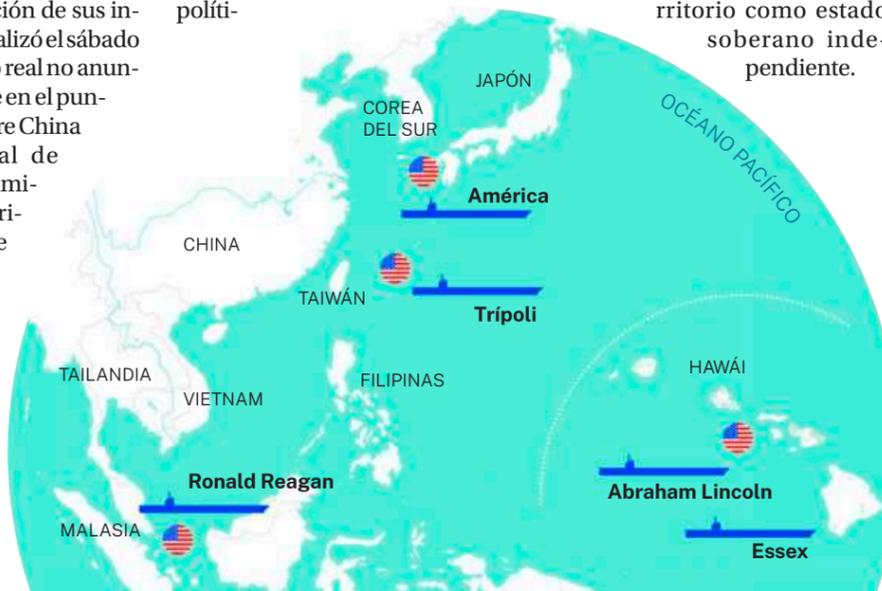 ción de sus in-
alizó el sábado
real no anun-
e en el pun-
re China
al de
mi-
ri-
e
políti-
rritorio como estado
soberano inde-
pendiente.
JAPÓN
COREA
DEL SUR
OCÉANO PACÍFICO
América
CHINA
TAIWÁN
Trípoli
TAILANDIA
VIETNAM
FILIPINAS
HAWÁI
Ronald Reagan
Abraham Lincoln
MALASIA
Essex